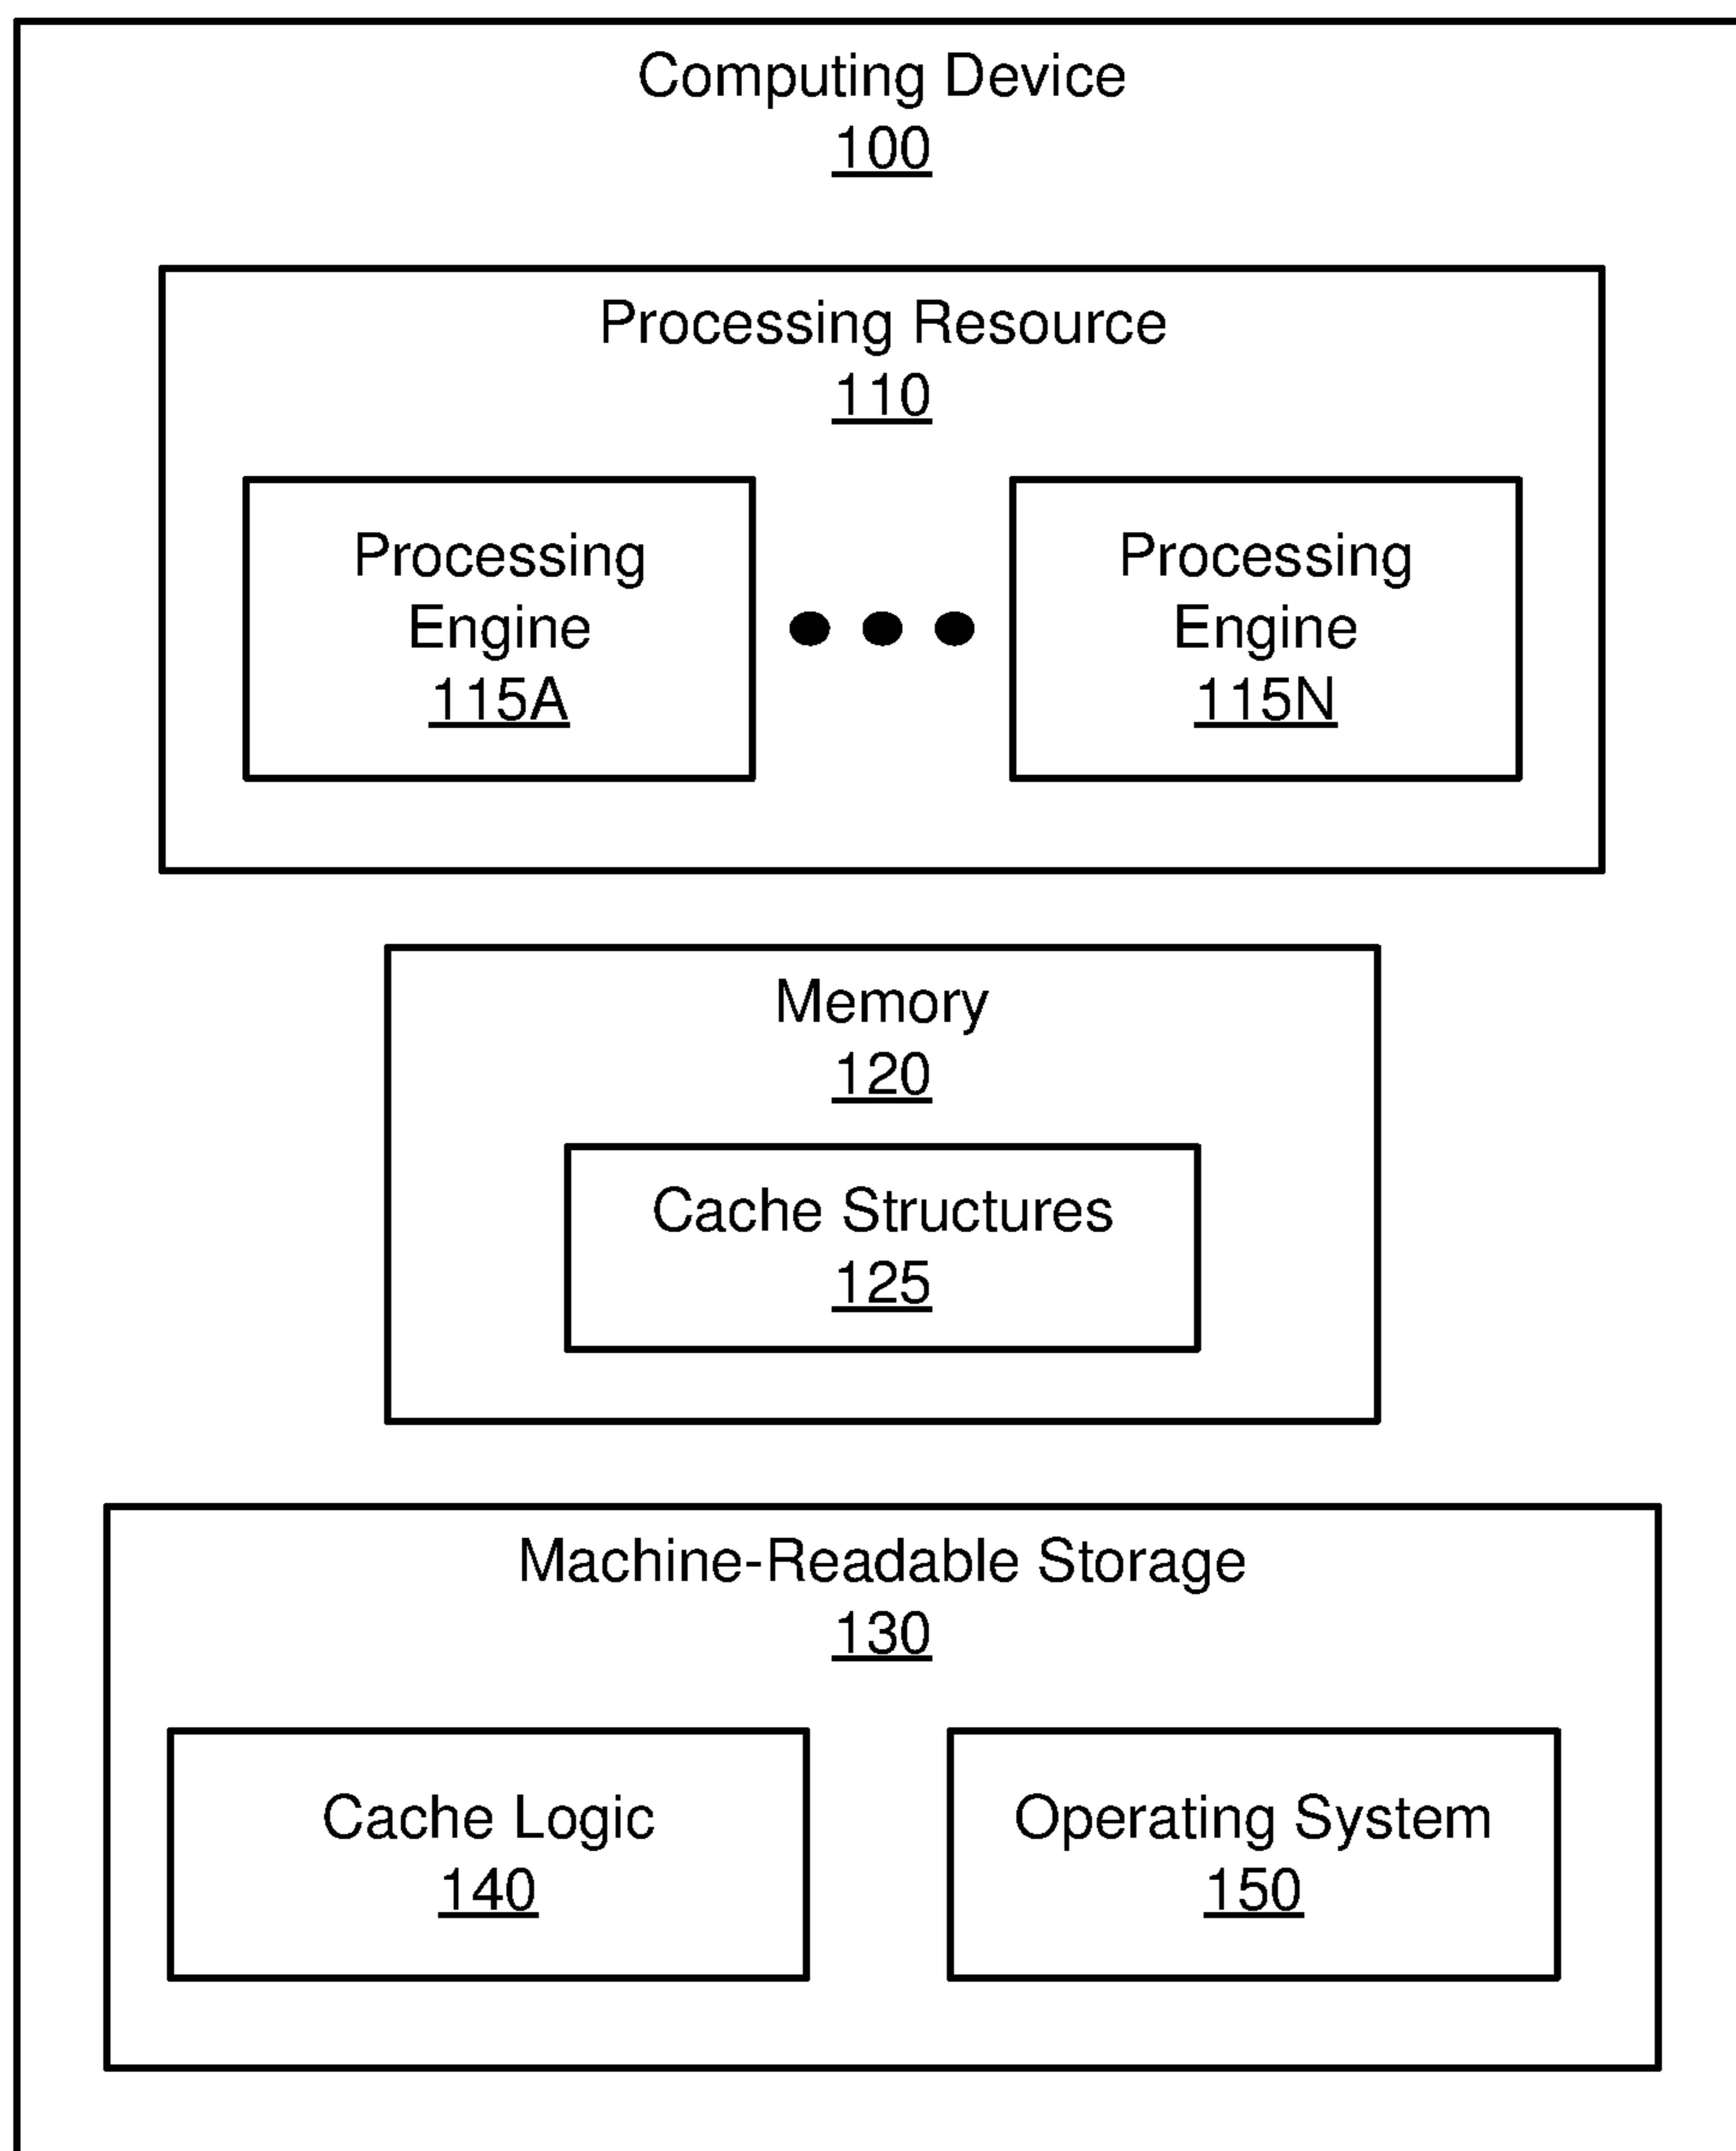 Computing Device
100
Processing Resource
110
Processing
Engine
115A
Processing
Engine
115N
Memory
120
Cache Structures
125
Machine-Readable Storage
130
Cache Logic
140
Operating System
150